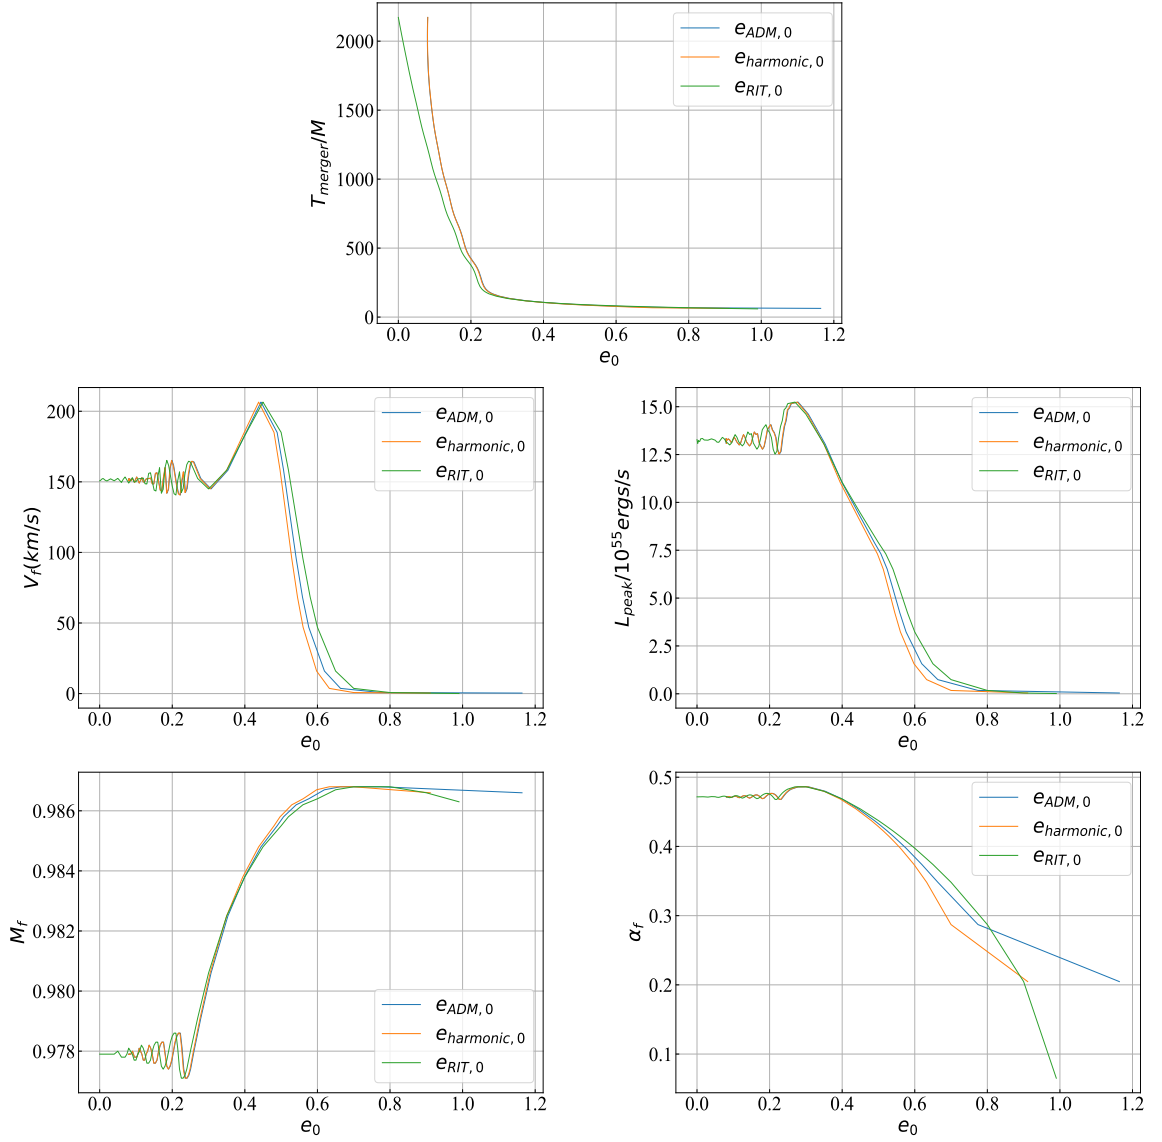 2000
1500
1000
500
0
T_merger/M
e_ADM,0
e_harmonic,0
e_RIT,0
0.0 0.2 0.4 0.6 0.8 1.0 1.2
e_0
200
150
100
50
0
V_f(km/s)
e_ADM,0
e_harmonic,0
e_RIT,0
0.0 0.2 0.4 0.6 0.8 1.0 1.2
e_0
15.0
12.5
10.0
7.5
5.0
2.5
0.0
L_peak/10^55ergs/s
e_ADM,0
e_harmonic,0
e_RIT,0
0.0 0.2 0.4 0.6 0.8 1.0 1.2
e_0
0.986
0.984
0.982
0.980
0.978
M_f
e_ADM,0
e_harmonic,0
e_RIT,0
0.0 0.2 0.4 0.6 0.8 1.0 1.2
e_0
0.5
0.4
0.3
0.2
0.1
α_f
e_ADM,0
e_harmonic,0
e_RIT,0
0.0 0.2 0.4 0.6 0.8 1.0 1.2
e_0